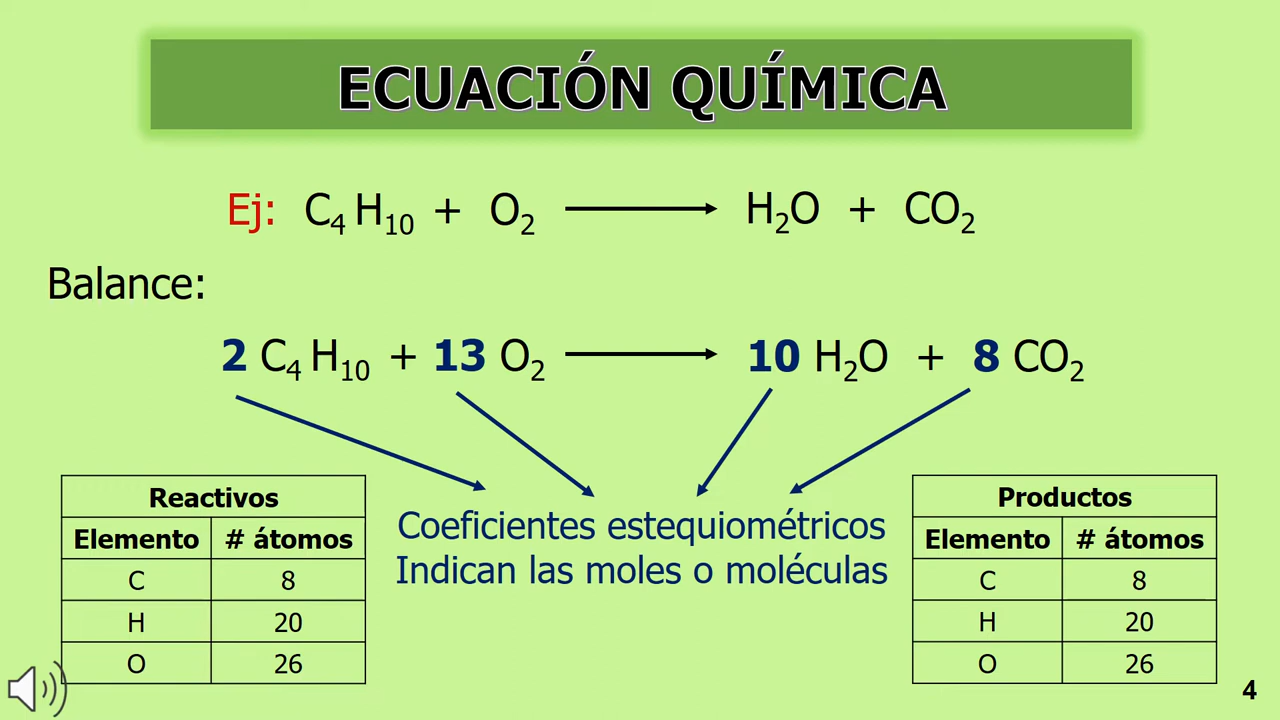 ECUACIÓN QUÍMICA
Ej: C₄H₁₀ + O₂ ⟶ H₂O + CO₂
Balance:
2 C₄H₁₀ + 13 O₂ ⟶ 10 H₂O + 8 CO₂
Coeficientes estequiométricos
Indican las moles o moléculas
Reactivos
Elemento # átomos
C 8
H 20
O 26
Productos
Elemento # átomos
C 8
H 20
O 26
4